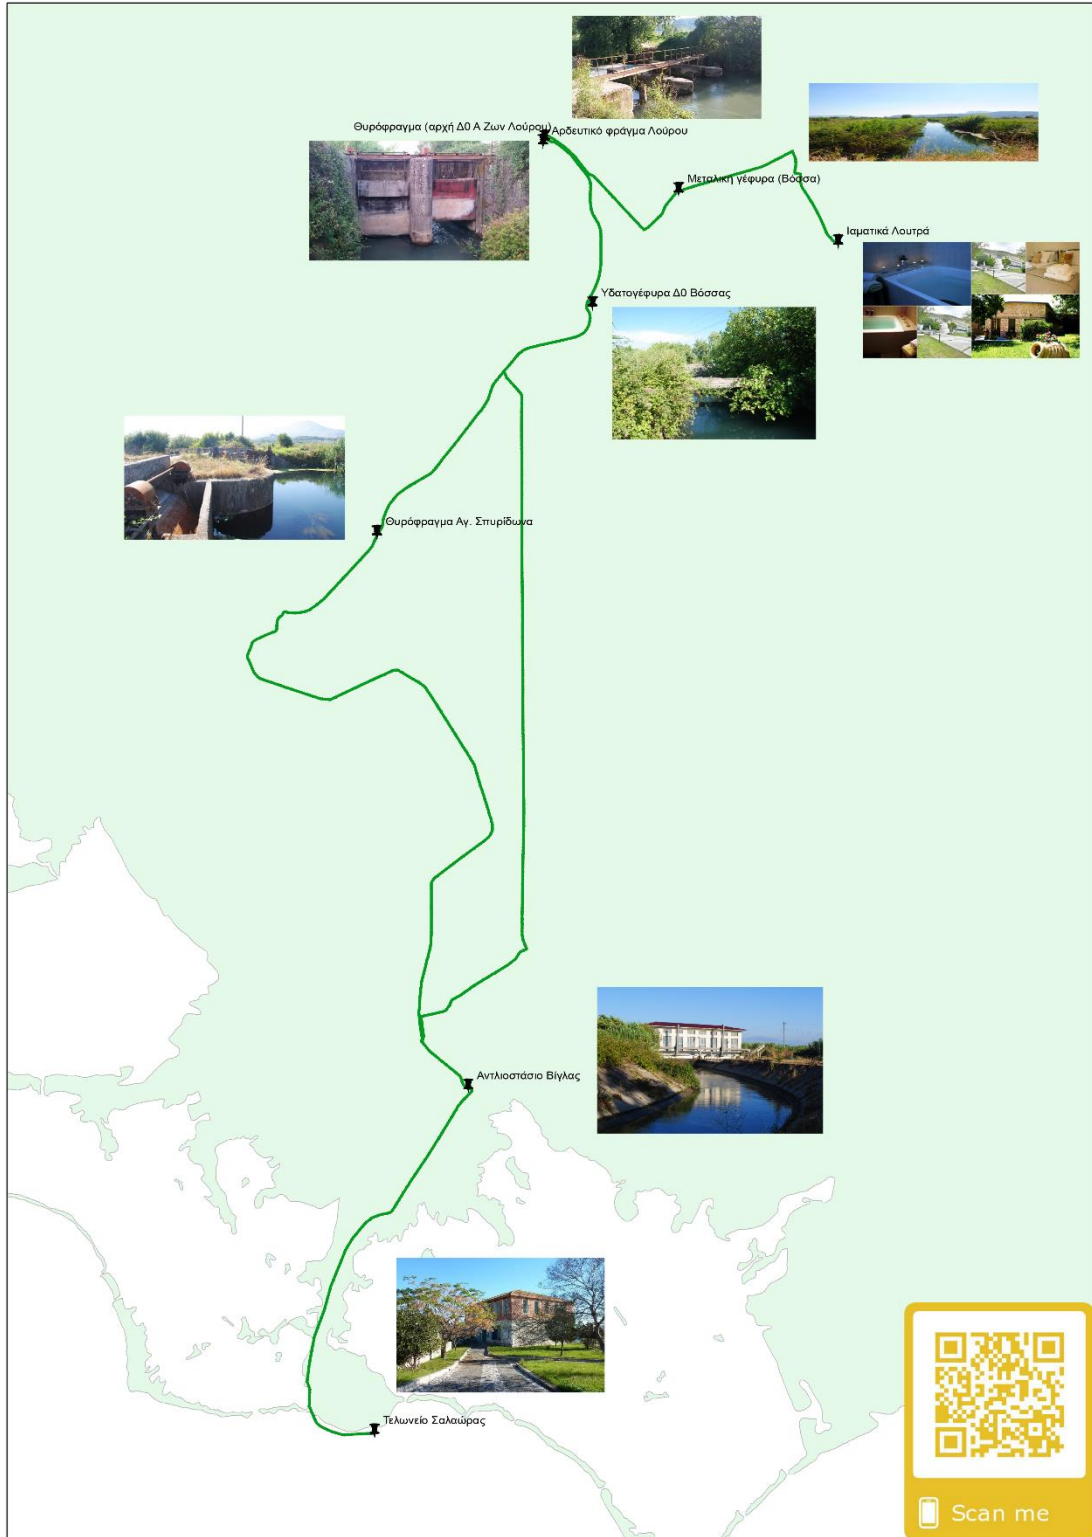 Θυρόφραγμα (αρχή Δ0 Α Ζων Λούρου)
Αρδευτικό φράγμα Λούρου
Μεταλική γέφυρα (Βόσσα)
Ιαματικά Λουτρά
Υδατογέφυρα Δ0 Βόσσας
Θυρόφραγμα Αγ. Σπυρίδωνα
Αντλιοστάσιο Βίγλας
Τελωνείο Σαλαώρας
Scan me